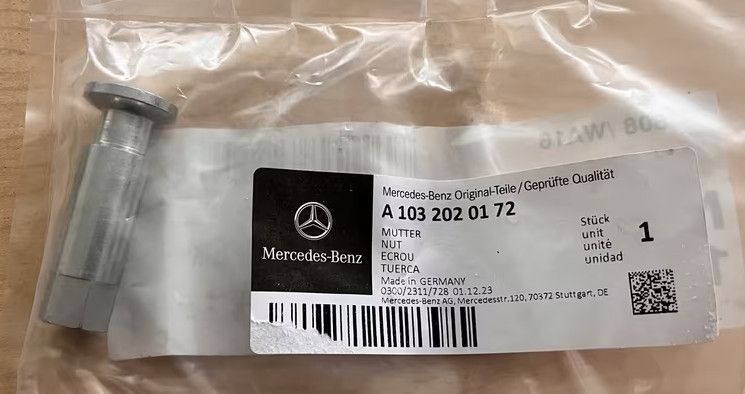 808 /WA16
Mercedes-Benz Original-Teile/Geprüfte Qualität
A 103 202 01 72
MUTTER
NUT
ECROU
TUERCA
Made in GERMANY
0300/2311/728 01.12.23
Mercedes-Benz AG, Mercedesstr.120, 70372 Stuttgart, DE
Stück
unit
unité
unidad
1
Mercedes-Benz